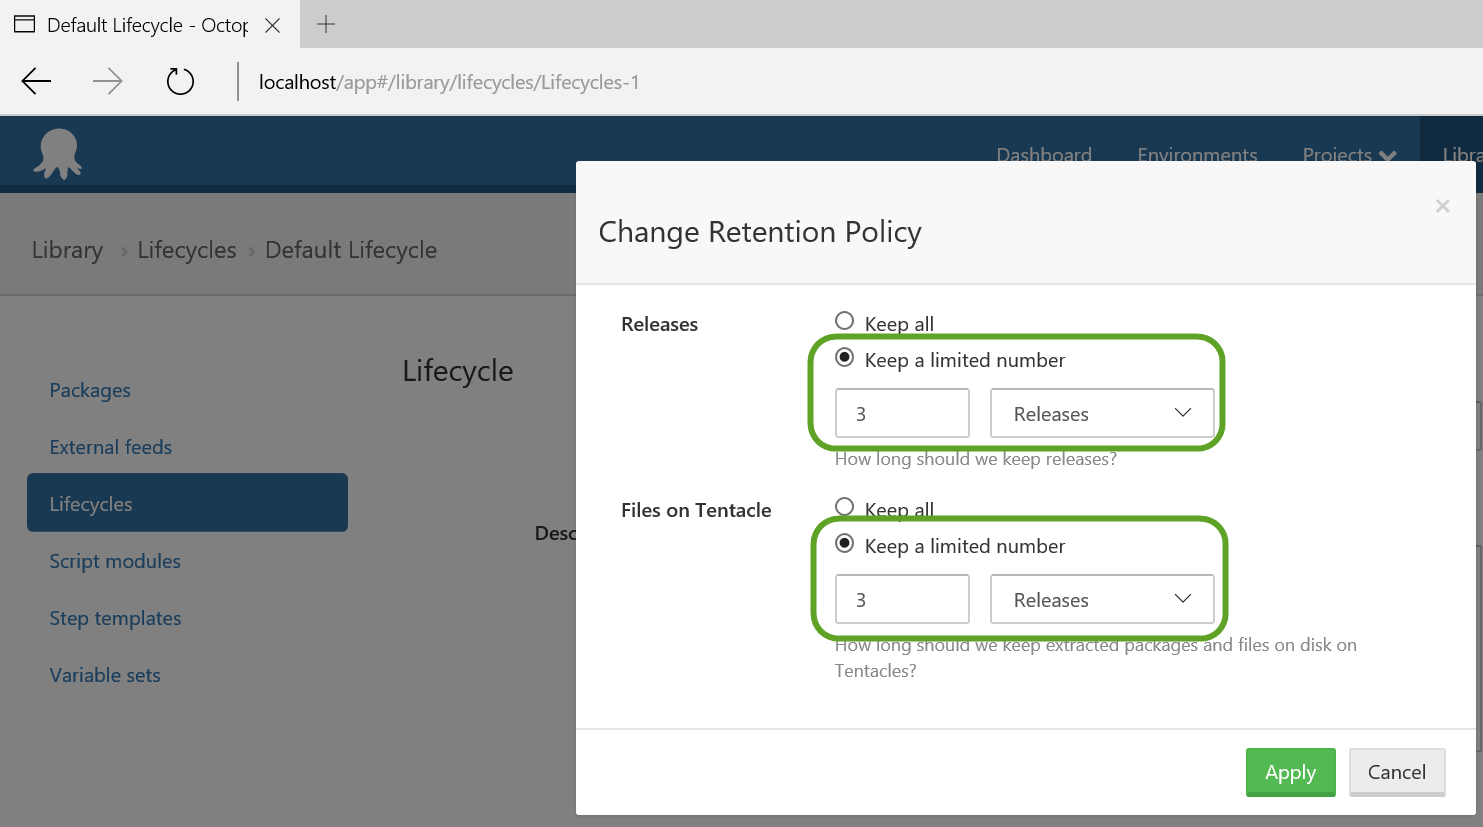 Default Lifecycle - Octop
localhost/app#/library/lifecycles/Lifecycles-1
Dashboard Environments Projects Libra
Change Retention Policy
Library › Lifecycles › Default Lifecycle
Releases
Keep all
Keep a limited number
3 Releases
How long should we keep releases?
Files on Tentacle
Keep all
Keep a limited number
3 Releases
How long should we keep extracted packages and files on disk on
Tentacles?
Apply Cancel
Lifecycle
Desc
Packages
External feeds
Lifecycles
Script modules
Step templates
Variable sets